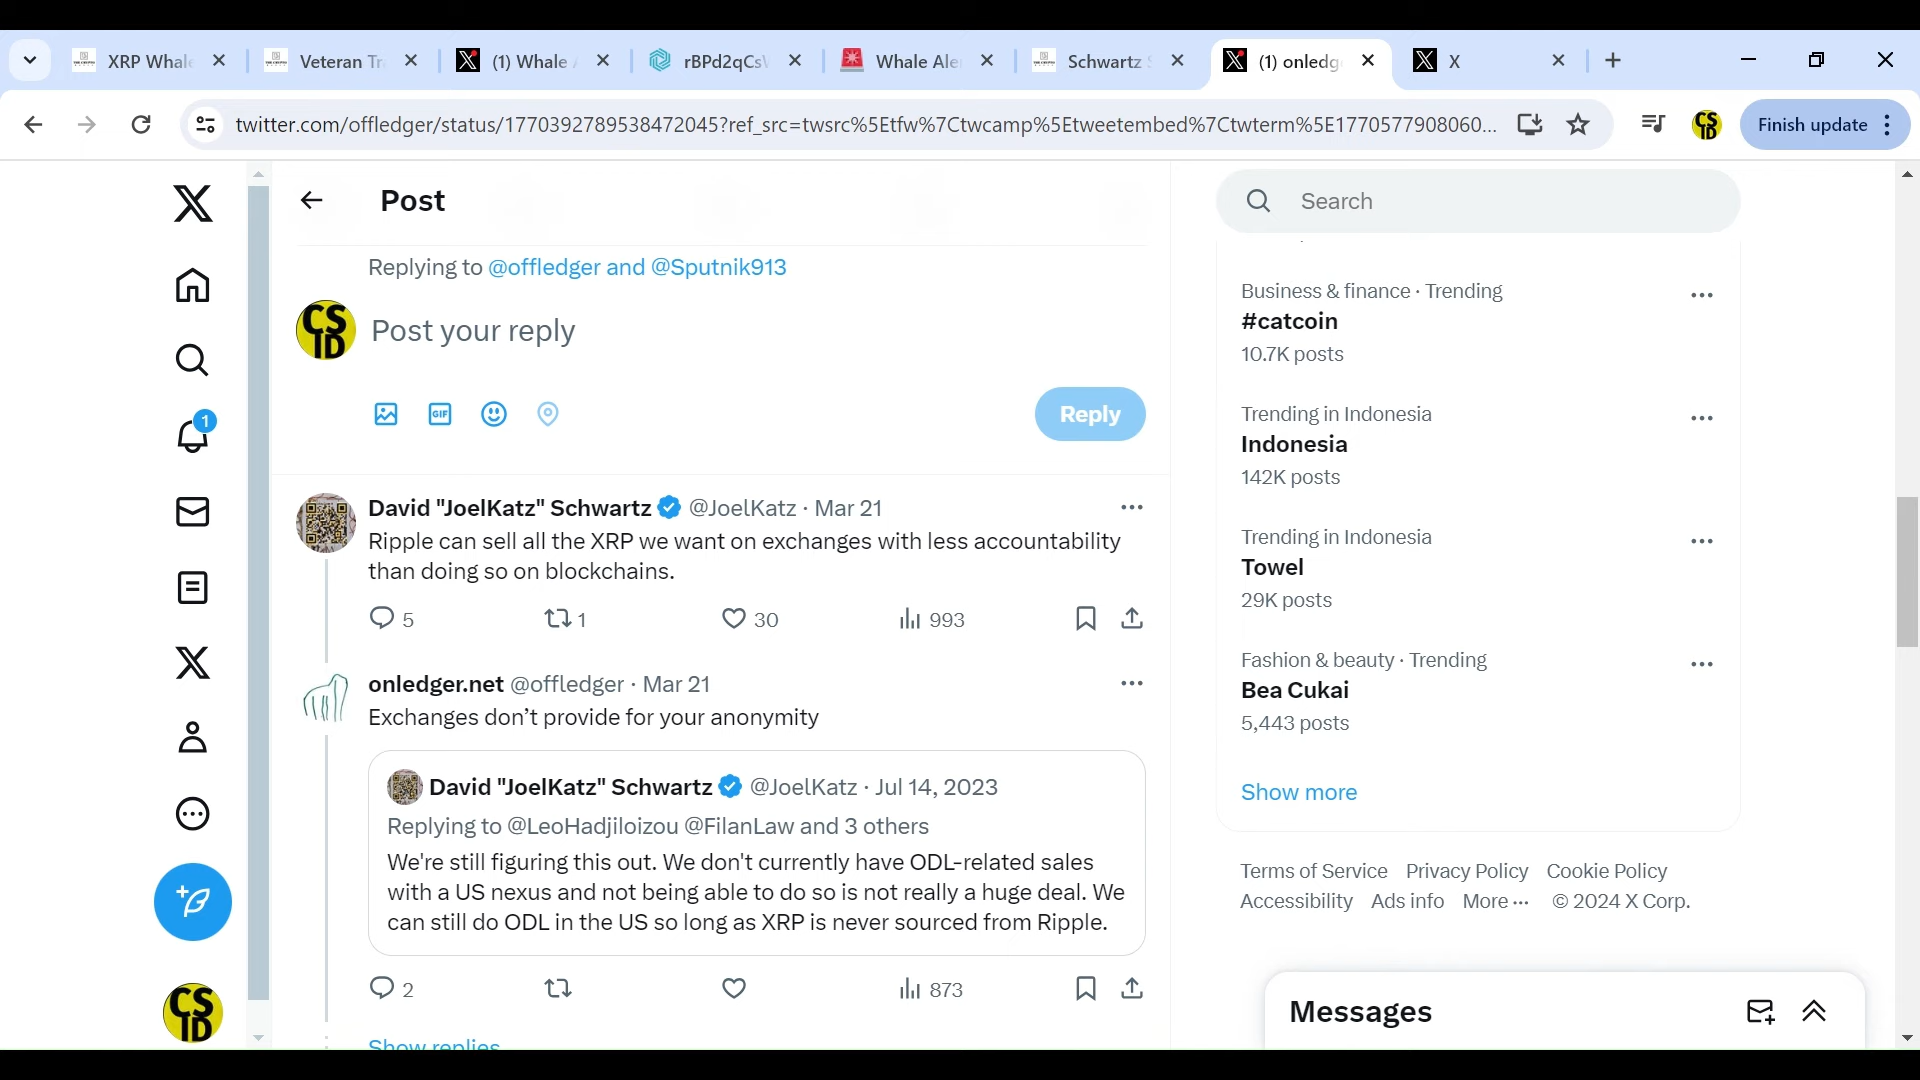 XRP Whal
Veteran Tr
(1) Whale
rBPd2qCs
Whale Ale
Schwartz
(1) onledg
X
twitter.com/offledger/status/1770392789538472045?ref_src=twsrc%5Etfw%7Ctwcamp%5Etweetembed%7Ctwterm%5E1770577908060...
CS
ID
Finish update
Post
Search
Replying to @offledger and @Sputnik913
CS
ID
Post your reply
GIF
Reply
1
David "JoelKatz" Schwartz @JoelKatz · Mar 21
Ripple can sell all the XRP we want on exchanges with less accountability
than doing so on blockchains.
5 1 30 993
onledger.net @offledger · Mar 21
Exchanges don't provide for your anonymity
David "JoelKatz" Schwartz @JoelKatz · Jul 14, 2023
Replying to @LeoHadjiloizou @FilanLaw and 3 others
We're still figuring this out. We don't currently have ODL-related sales
with a US nexus and not being able to do so is not really a huge deal. We
can still do ODL in the US so long as XRP is never sourced from Ripple.
2 873
Show replies
CS
ID
Business & finance · Trending
#catcoin
10.7K posts
Trending in Indonesia
Indonesia
142K posts
Trending in Indonesia
Towel
29K posts
Fashion & beauty · Trending
Bea Cukai
5,443 posts
Show more
Terms of Service Privacy Policy Cookie Policy
Accessibility Ads info More ··· © 2024 X Corp.
Messages